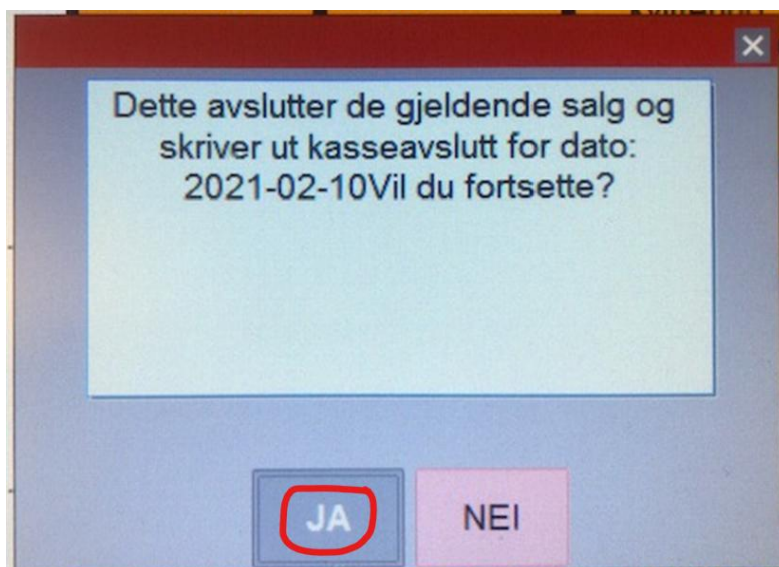 Dette avslutter de gjeldende salg og
skriver ut kasseavslutt for dato:
2021-02-10Vil du fortsette?
JA
NEI